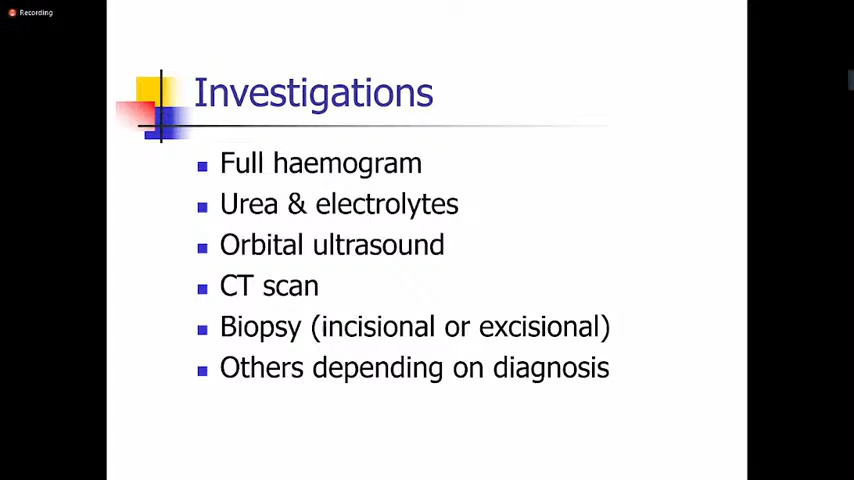 Recording
Investigations
Full haemogram
Urea & electrolytes
Orbital ultrasound
CT scan
Biopsy (incisional or excisional)
Others depending on diagnosis